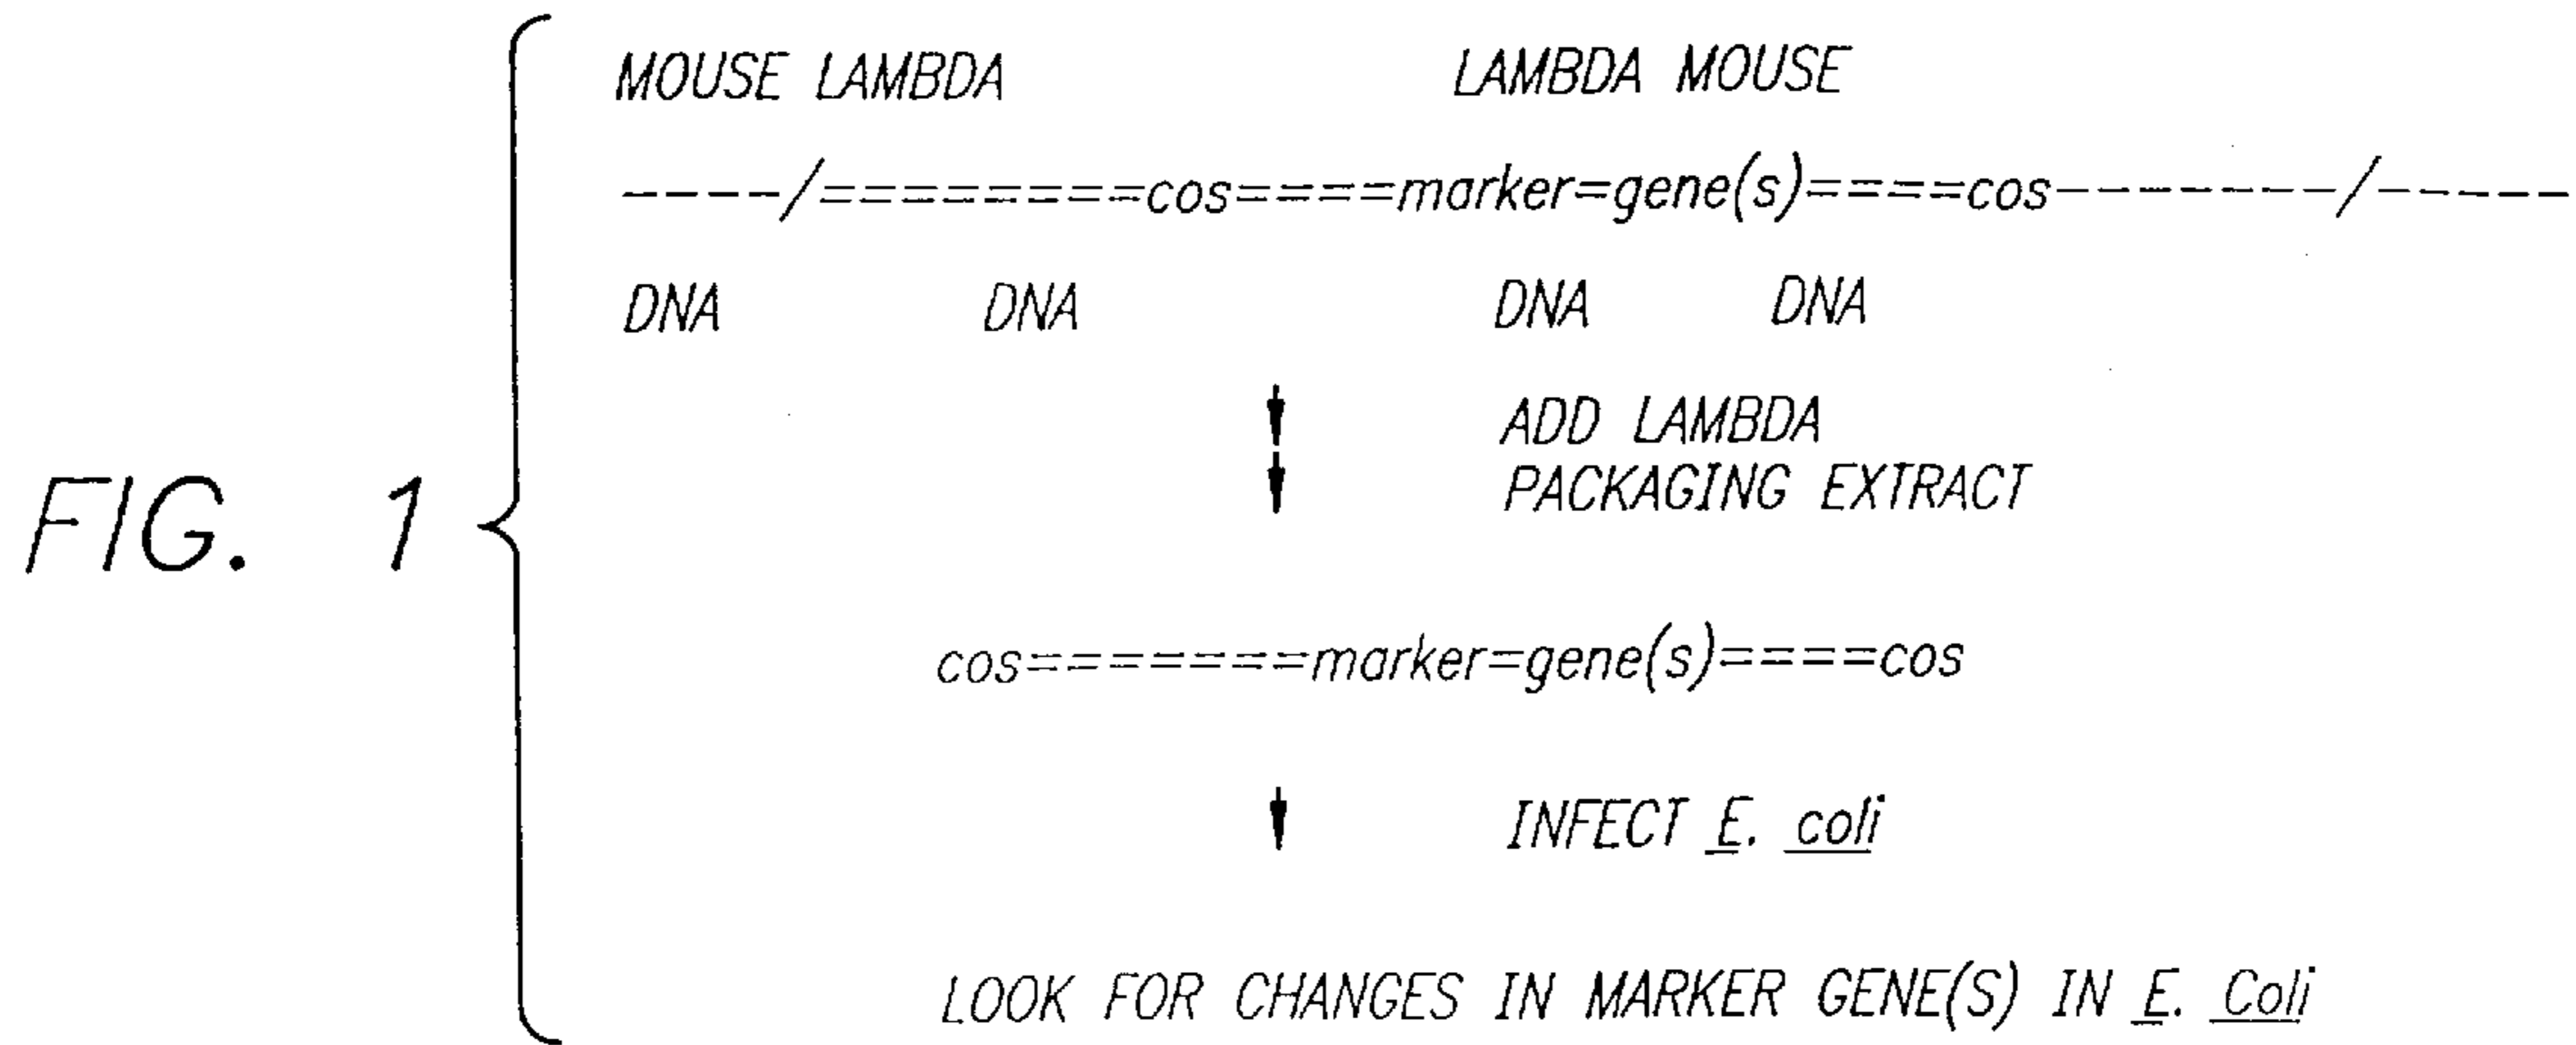 MOUSE LAMBDA LAMBDA MOUSE
----/========cos====marker=gene(s)====cos-------/-----
DNA DNA DNA DNA
ADD LAMBDA
PACKAGING EXTRACT
FIG. 1
cos=======marker=gene(s)====cos
INFECT E. coli
LOOK FOR CHANGES IN MARKER GENE(S) IN E. Coli